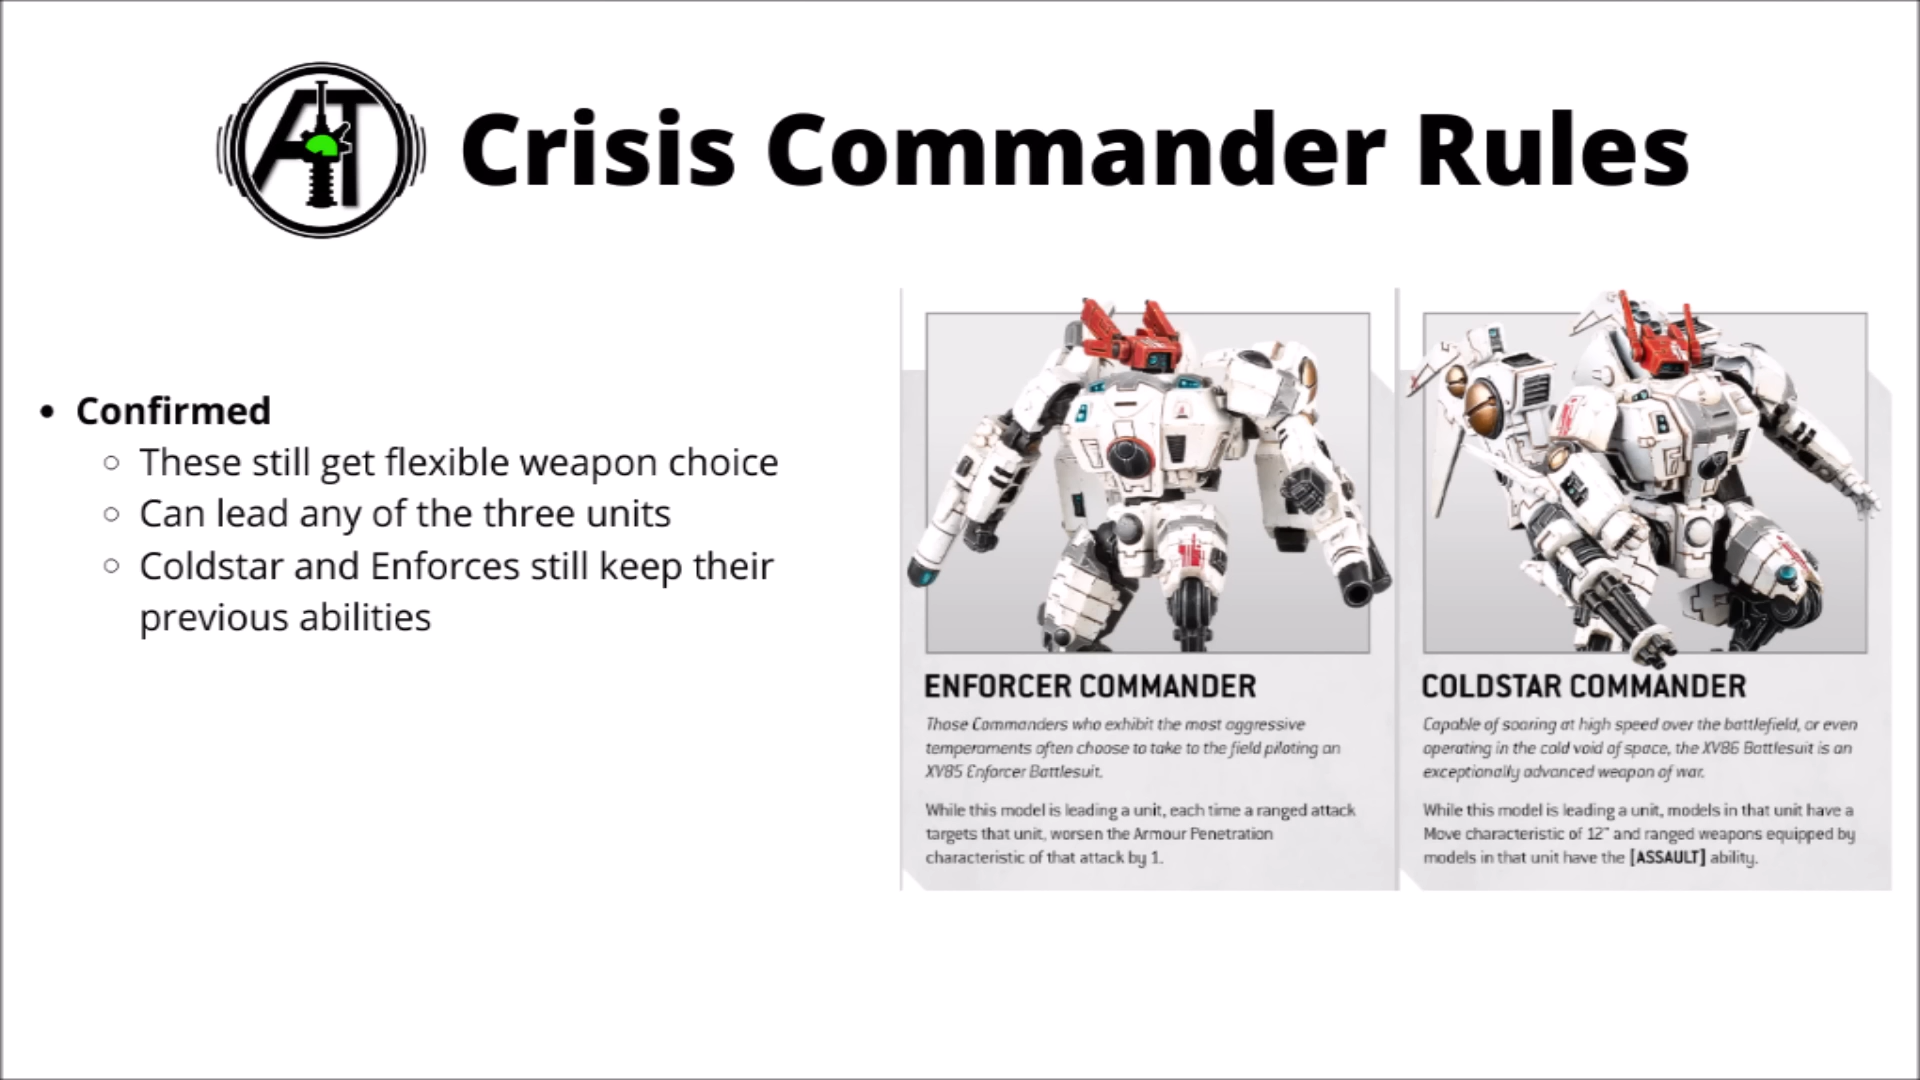 AT
Crisis Commander Rules
Confirmed
These still get flexible weapon choice
Can lead any of the three units
Coldstar and Enforces still keep their
previous abilities
ENFORCER COMMANDER
Those Commanders who exhibit the most aggressive
temperaments often choose to take to the field piloting an
XV85 Enforcer Battlesuit.
While this model is leading a unit, each time a ranged attack
targets that unit, worsen the Armour Penetration
characteristic of that attack by 1.
COLDSTAR COMMANDER
Capable of soaring at high speed over the battlefield, or even
operating in the cold void of space, the XV86 Battlesuit is an
exceptionally advanced weapon of war.
While this model is leading a unit, models in that unit have a
Move characteristic of 12" and ranged weapons equipped by
models in that unit have the [ASSAULT] ability.